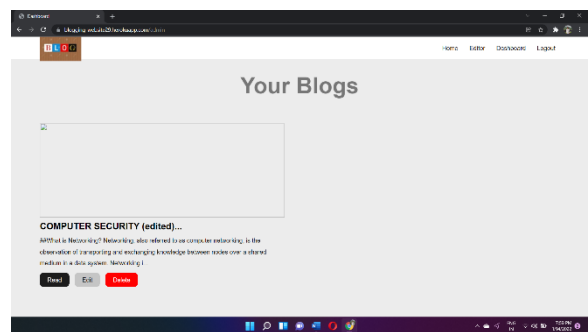 Dashboard
BLOG
Home Editor Dashboard Logout
Your Blogs
COMPUTER SECURITY (edited)...
##What is Networking? Networking, also referred to as computer networking, is the
observation of transporting and exchanging knowledge between nodes over a shared
medium in a data system. Networking i
Read Edit Delete
ENG
IN